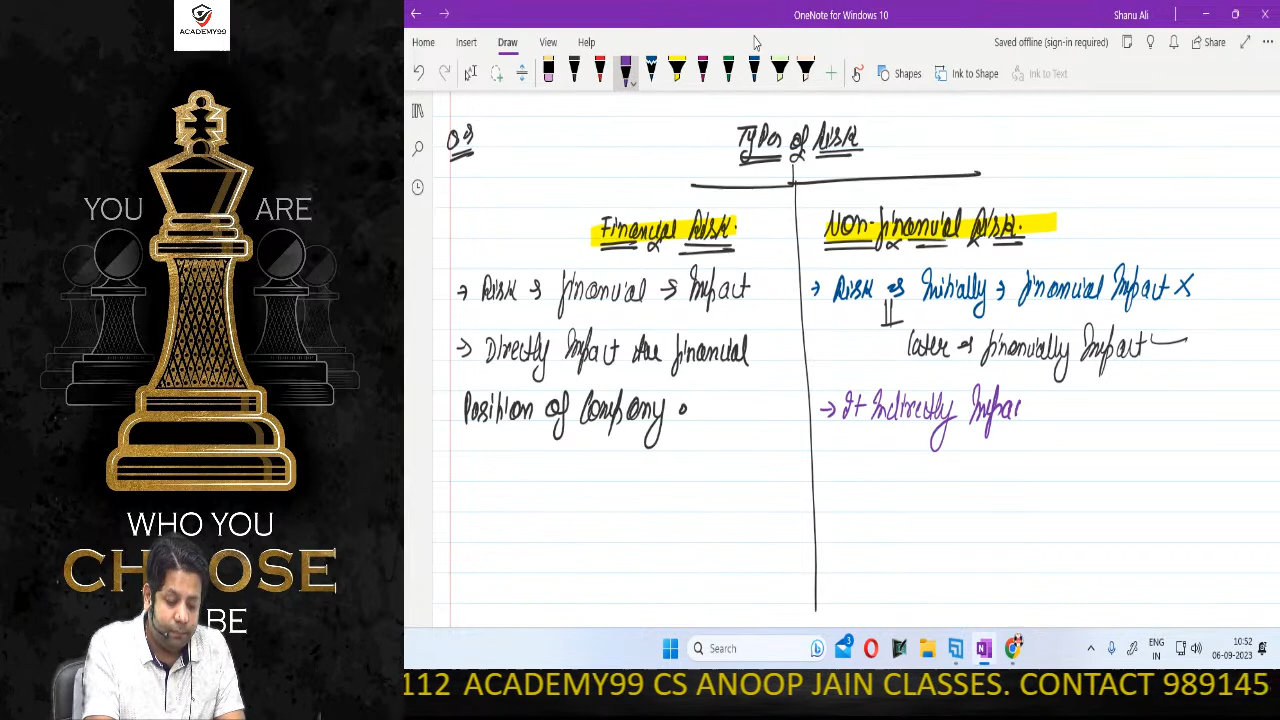 ACADEMY99
OneNote for Windows 10
Shanu Ali
Home Insert Draw View Help
Saved offline (sign-in required)
Share
Shapes
Ink to Shape
Ink to Text
Types of Risk
YOU ARE
Financial Risk.
Non-financial Risk.
→ Risk → financial → Impact
→ Risk → Initially → financial Impact X
→ Directly Impact the financial
Later → financially Impact
Position of Company
→ It Indirectly Impac
WHO YOU
CHOOSE
BE
Search
3
ENG
IN
10:52
06-09-2023
112 ACADEMY99 CS ANOOP JAIN CLASSES. CONTACT 989145